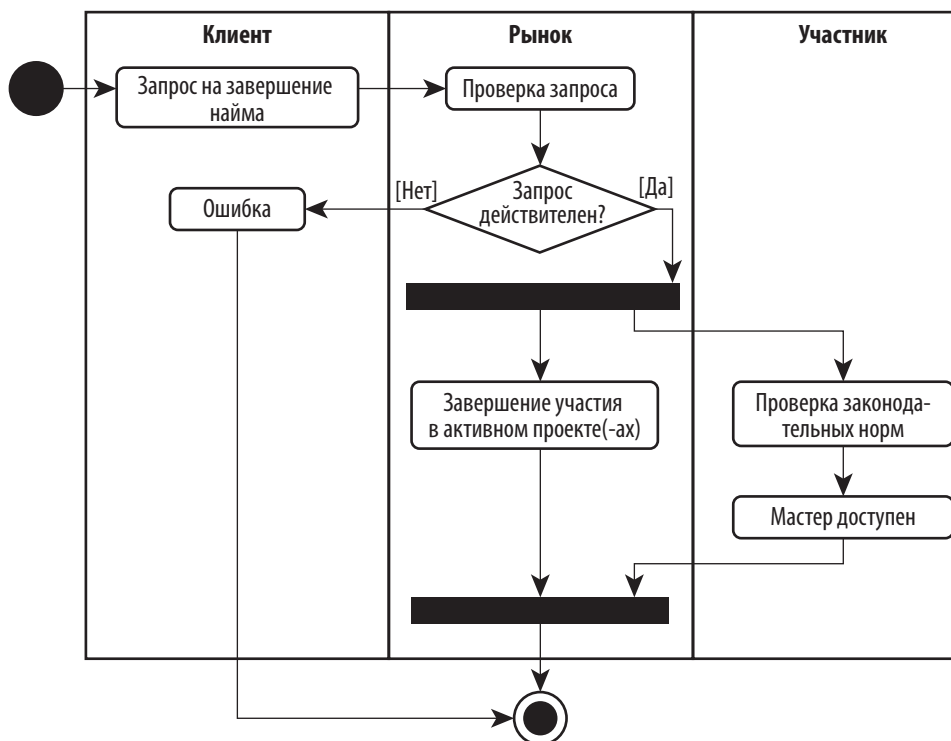 Клиент
Рынок
Участник
Запрос на завершение
найма
Проверка запроса
[Нет]
Запрос
действителен?
[Да]
Ошибка
Завершение участия
в активном проекте(-ах)
Проверка законода-
тельных норм
Мастер доступен